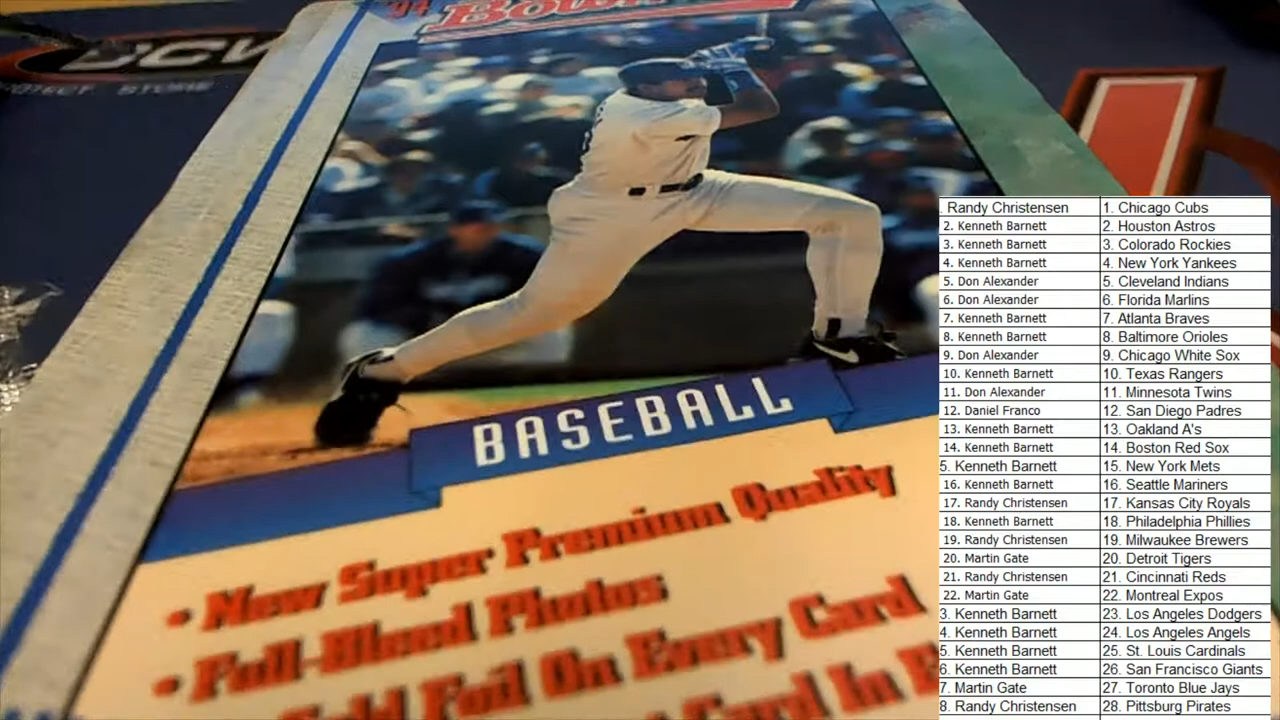 '94 Bow
CCW
STORE
BASEBALL
• New Super Premium Quality
• Full-Bleed Photos
Foil On Every Card
Card In
. Randy Christensen 1. Chicago Cubs
2. Kenneth Barnett 2. Houston Astros
3. Kenneth Barnett 3. Colorado Rockies
4. Kenneth Barnett 4. New York Yankees
5. Don Alexander 5. Cleveland Indians
6. Don Alexander 6. Florida Marlins
7. Kenneth Barnett 7. Atlanta Braves
8. Kenneth Barnett 8. Baltimore Orioles
9. Don Alexander 9. Chicago White Sox
10. Kenneth Barnett 10. Texas Rangers
11. Don Alexander 11. Minnesota Twins
12. Daniel Franco 12. San Diego Padres
13. Kenneth Barnett 13. Oakland A's
14. Kenneth Barnett 14. Boston Red Sox
5. Kenneth Barnett 15. New York Mets
16. Kenneth Barnett 16. Seattle Mariners
17. Randy Christensen 17. Kansas City Royals
18. Kenneth Barnett 18. Philadelphia Phillies
19. Randy Christensen 19. Milwaukee Brewers
20. Martin Gate 20. Detroit Tigers
21. Randy Christensen 21. Cincinnati Reds
22. Martin Gate 22. Montreal Expos
3. Kenneth Barnett 23. Los Angeles Dodgers
4. Kenneth Barnett 24. Los Angeles Angels
5. Kenneth Barnett 25. St. Louis Cardinals
6. Kenneth Barnett 26. San Francisco Giants
7. Martin Gate 27. Toronto Blue Jays
8. Randy Christensen 28. Pittsburg Pirates